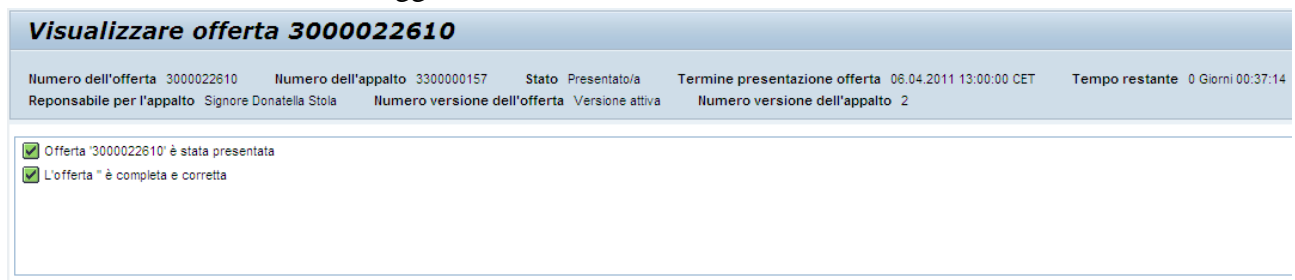 Visualizzare offerta 3000022610
Numero dell'offerta 3000022610 Numero dell'appalto 3300000157 Stato Presentato/a Termine presentazione offerta 06.04.2011 13:00:00 CET Tempo restante 0 Giorni 00:37:14
Reponsabile per l'appalto Signore Donatella Stola Numero versione dell'offerta Versione attiva Numero versione dell'appalto 2
Offerta '3000022610' è stata presentata
L'offerta '' è completa e corretta